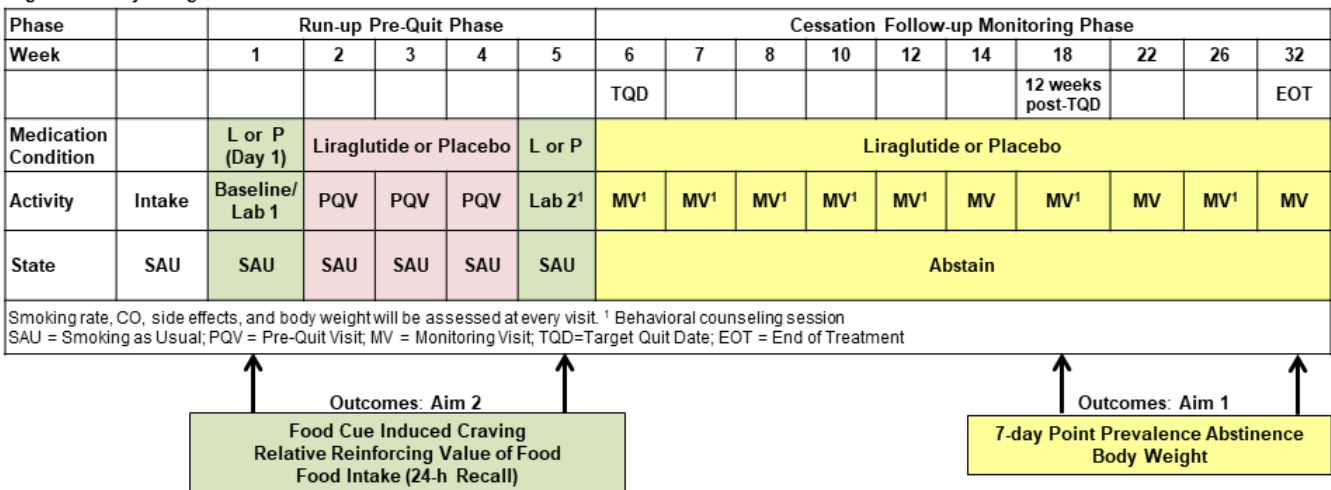 Phase Run-up Pre-Quit Phase Cessation Follow-up Monitoring Phase
Week 1 2 3 4 5 6 7 8 10 12 14 18 22 26 32
TQD 12 weeks post-TQD EOT
Medication Condition L or P (Day 1) Liraglutide or Placebo L or P Liraglutide or Placebo
Activity Intake Baseline/ Lab 1 PQV PQV PQV Lab 2¹ MV¹ MV¹ MV¹ MV¹ MV¹ MV MV¹ MV MV¹ MV
State SAU SAU SAU SAU SAU SAU Abstain
Smoking rate, CO, side effects, and body weight will be assessed at every visit. ¹ Behavioral counseling session
SAU = Smoking as Usual; PQV = Pre-Quit Visit; MV = Monitoring Visit; TQD=Target Quit Date; EOT = End of Treatment
Outcomes: Aim 2
Food Cue Induced Craving
Relative Reinforcing Value of Food
Food Intake (24-h Recall)
Outcomes: Aim 1
7-day Point Prevalence Abstinence
Body Weight